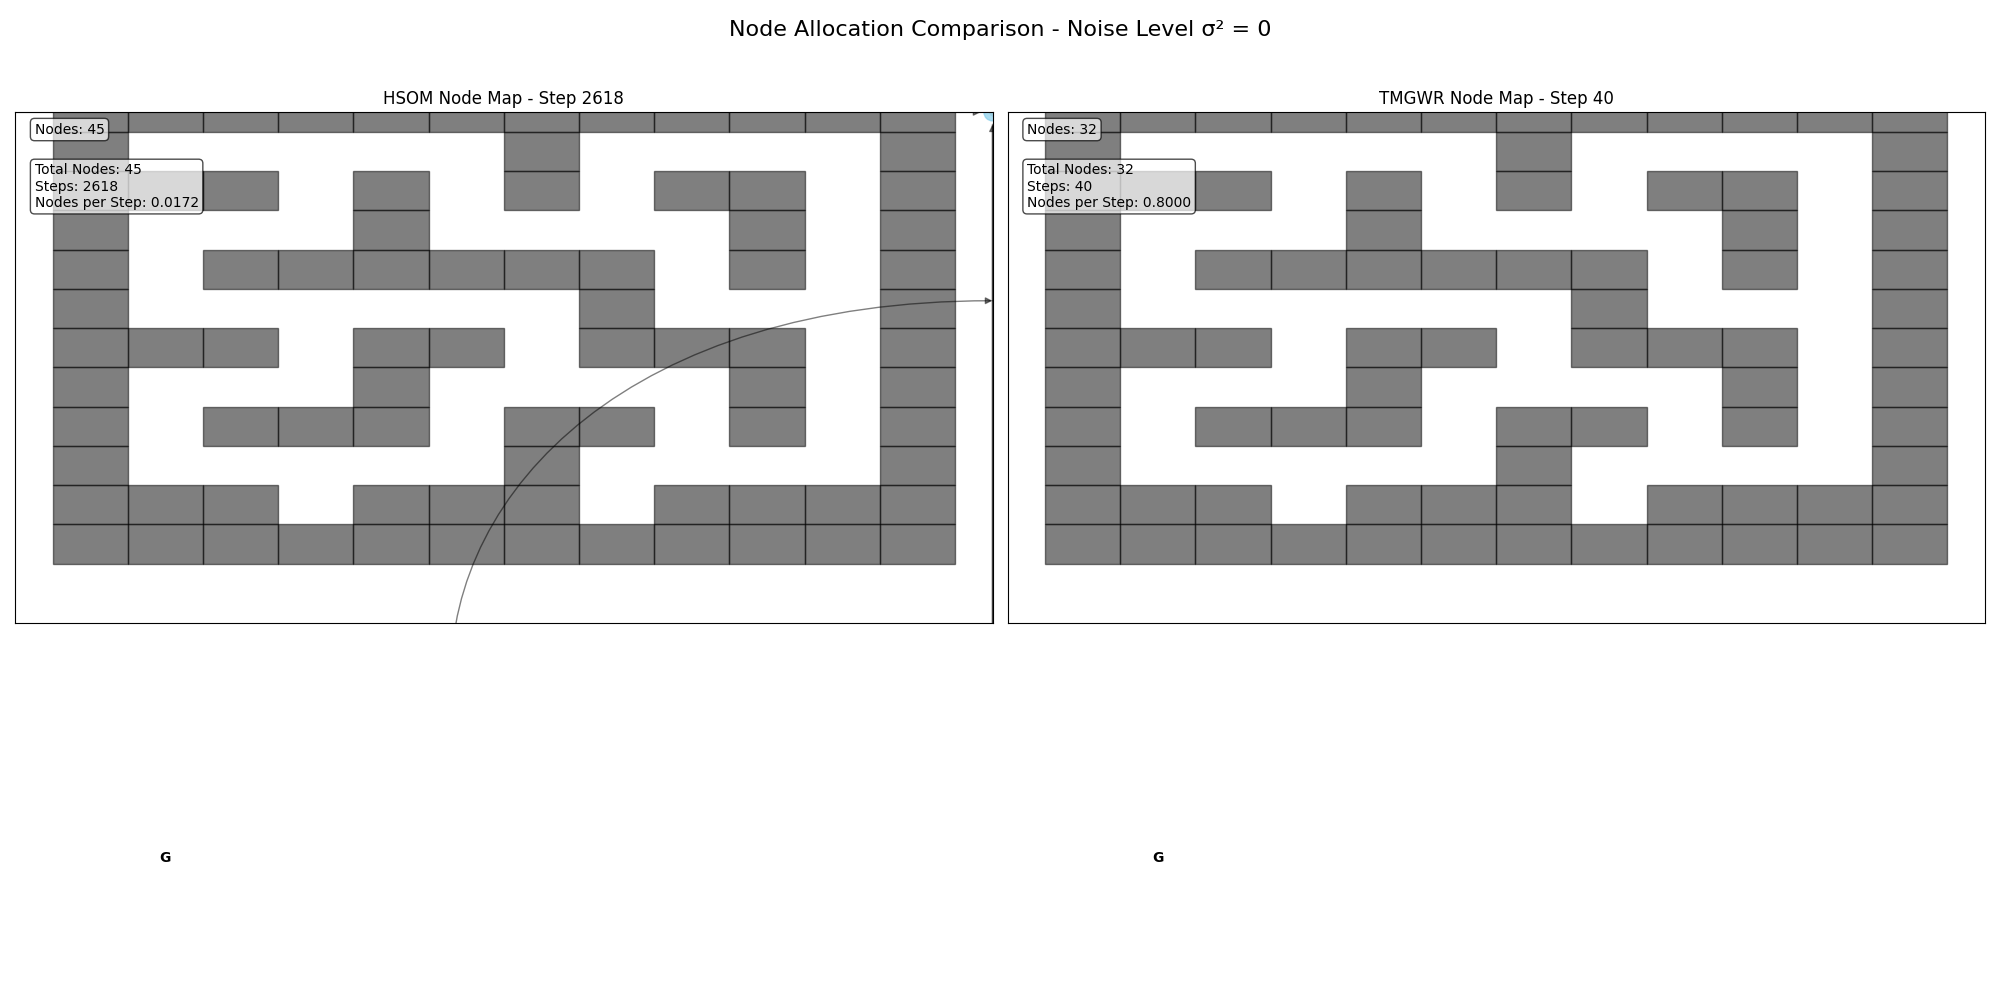 Node Allocation Comparison - Noise Level σ² = 0
HSOM Node Map - Step 2618
Nodes: 45
Total Nodes: 45
Steps: 2618
Nodes per Step: 0.0172
G
TMGWR Node Map - Step 40
Nodes: 32
Total Nodes: 32
Steps: 40
Nodes per Step: 0.8000
G